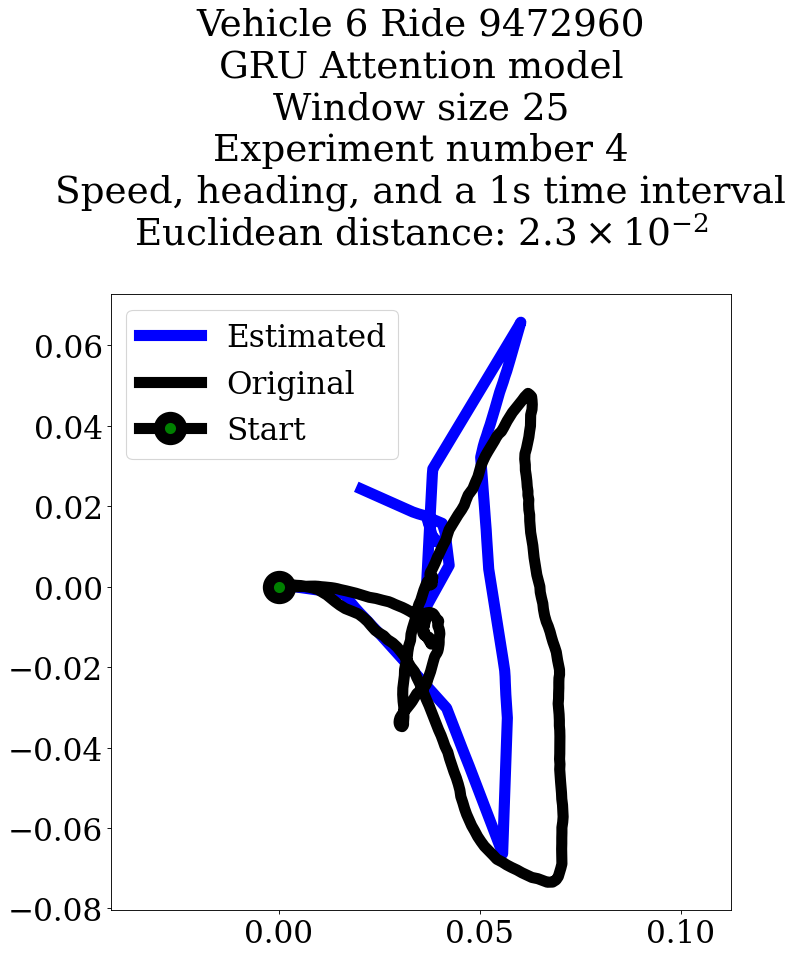 Vehicle 6 Ride 9472960
GRU Attention model
Window size 25
Experiment number 4
Speed, heading, and a 1s time interval
Euclidean distance: 2.3 × 10⁻²
Estimated
Original
Start
0.06
0.04
0.02
0.00
−0.02
−0.04
−0.06
−0.08
0.00 0.05 0.10